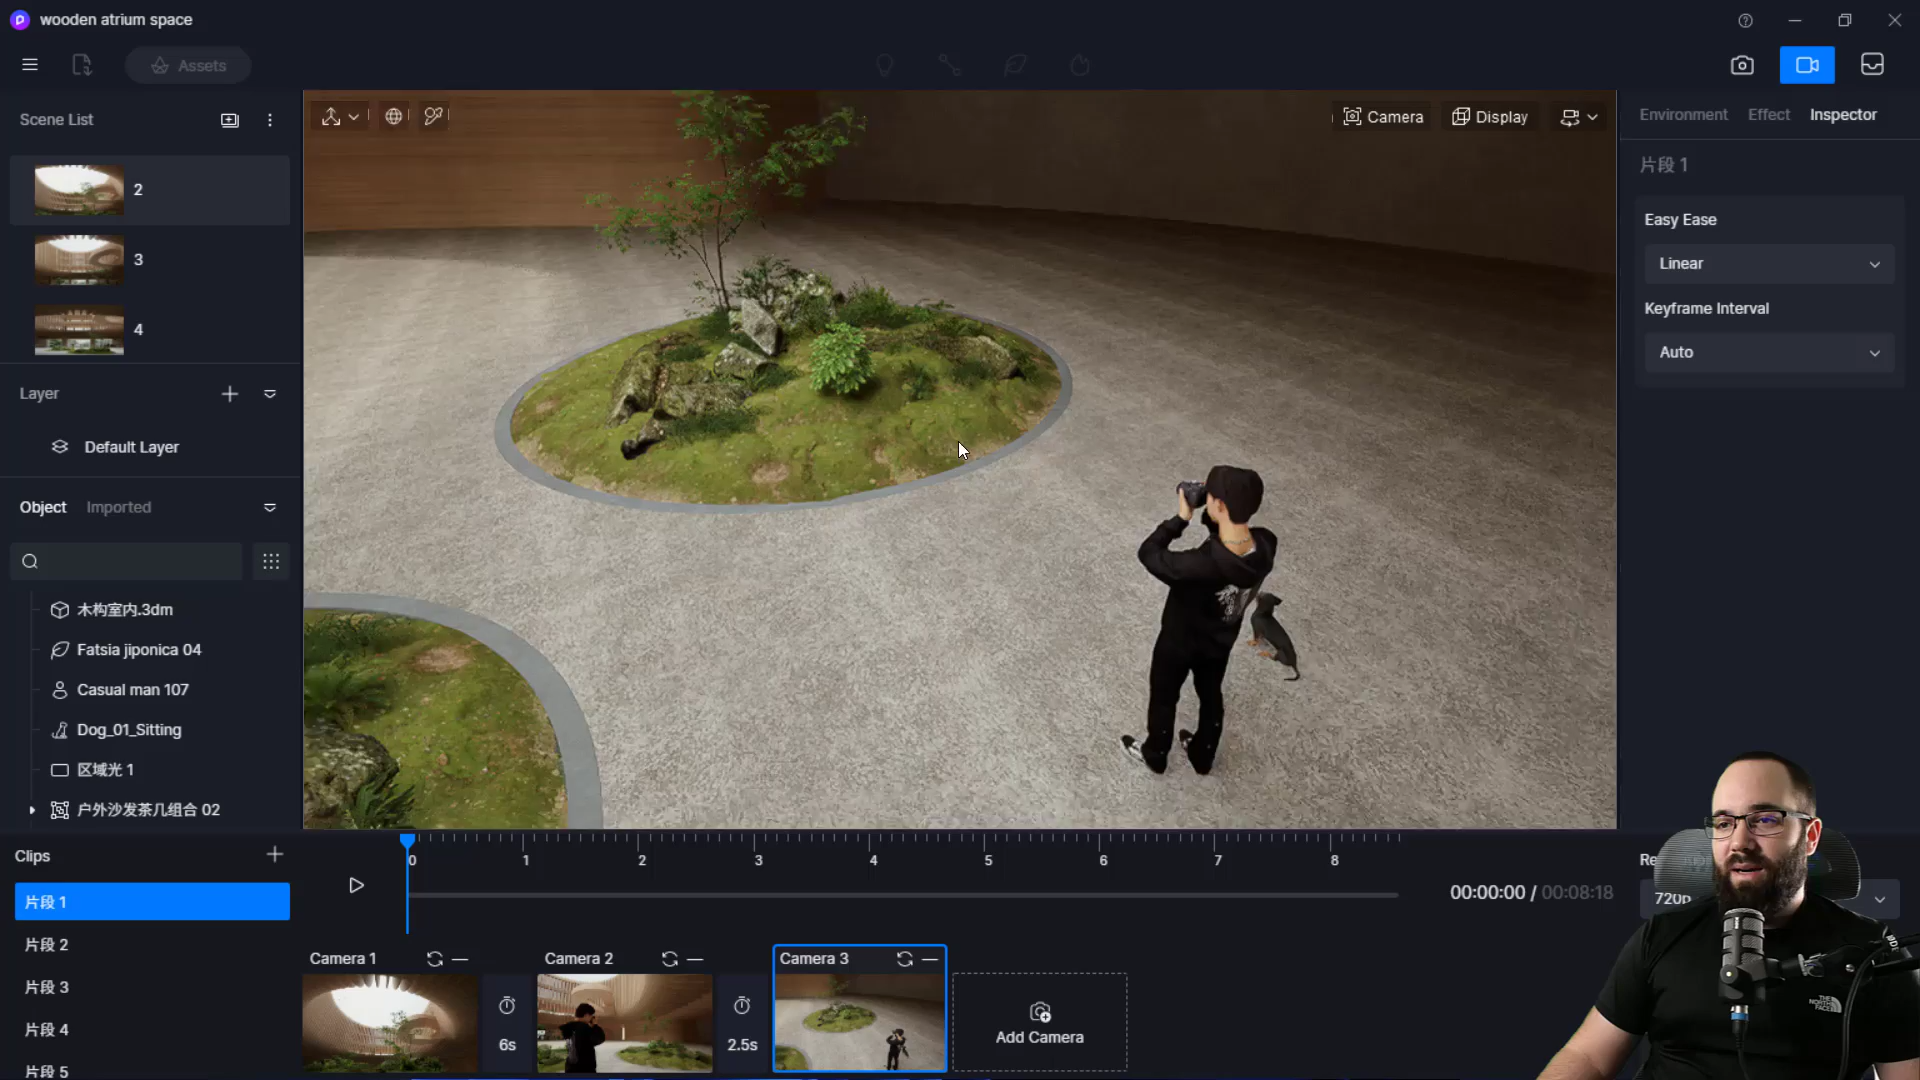 wooden atrium space
Assets
Scene List
2
3
4
Layer
Default Layer
Object Imported
木构室内.3dm
Fatsia jiponica 04
Casual man 107
Dog_01_Sitting
区域光 1
户外沙发茶几组合 02
Camera
Display
Environment Effect Inspector
片段 1
Easy Ease
Linear
Keyframe Interval
Auto
Clips
片段 1
片段 2
片段 3
片段 4
片段 5
0 1 2 3 4 5 6 7 8
00:00:00 / 00:08:18
720p
Camera 1
6s
Camera 2
2.5s
Camera 3
Add Camera
THE NORTH FACE